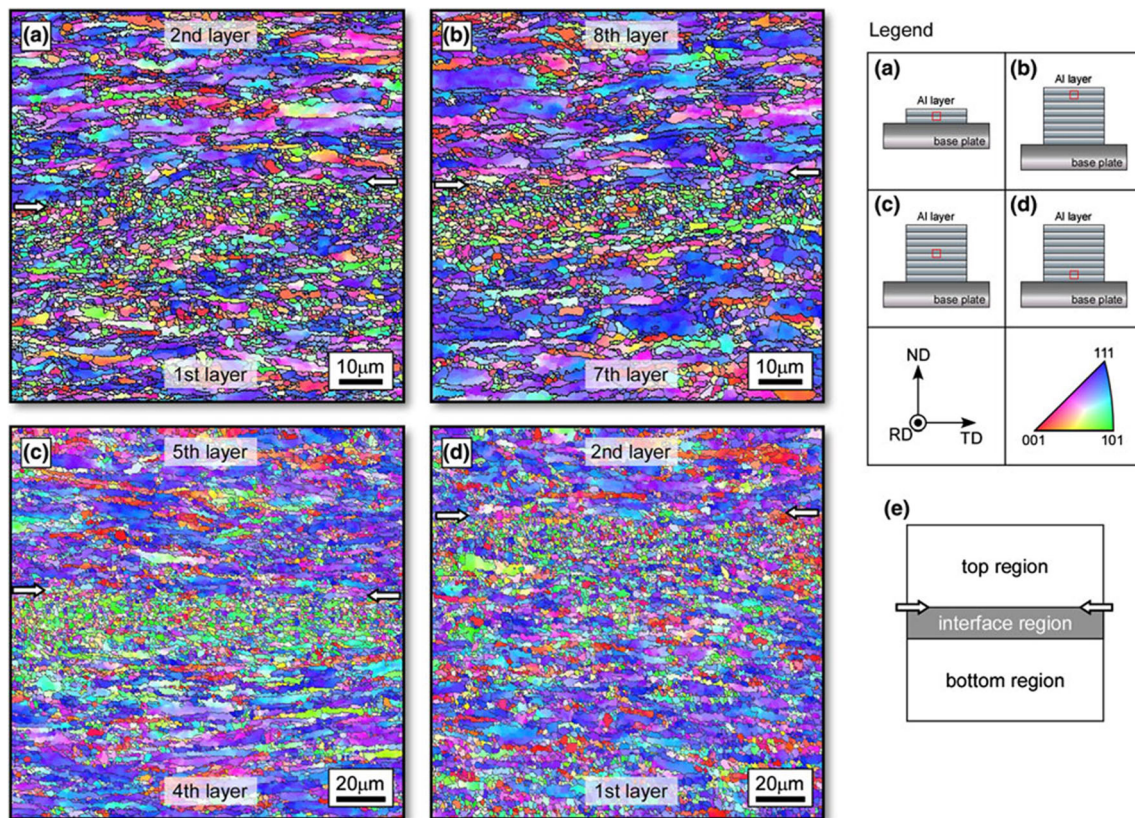 (a)
2nd layer
1st layer
10μm
(b)
8th layer
7th layer
10μm
(c)
5th layer
4th layer
20μm
(d)
2nd layer
1st layer
20μm
Legend
(a)
Al layer
base plate
(b)
Al layer
base plate
(c)
Al layer
base plate
(d)
Al layer
base plate
ND
RD
TD
111
001
101
(e)
top region
interface region
bottom region